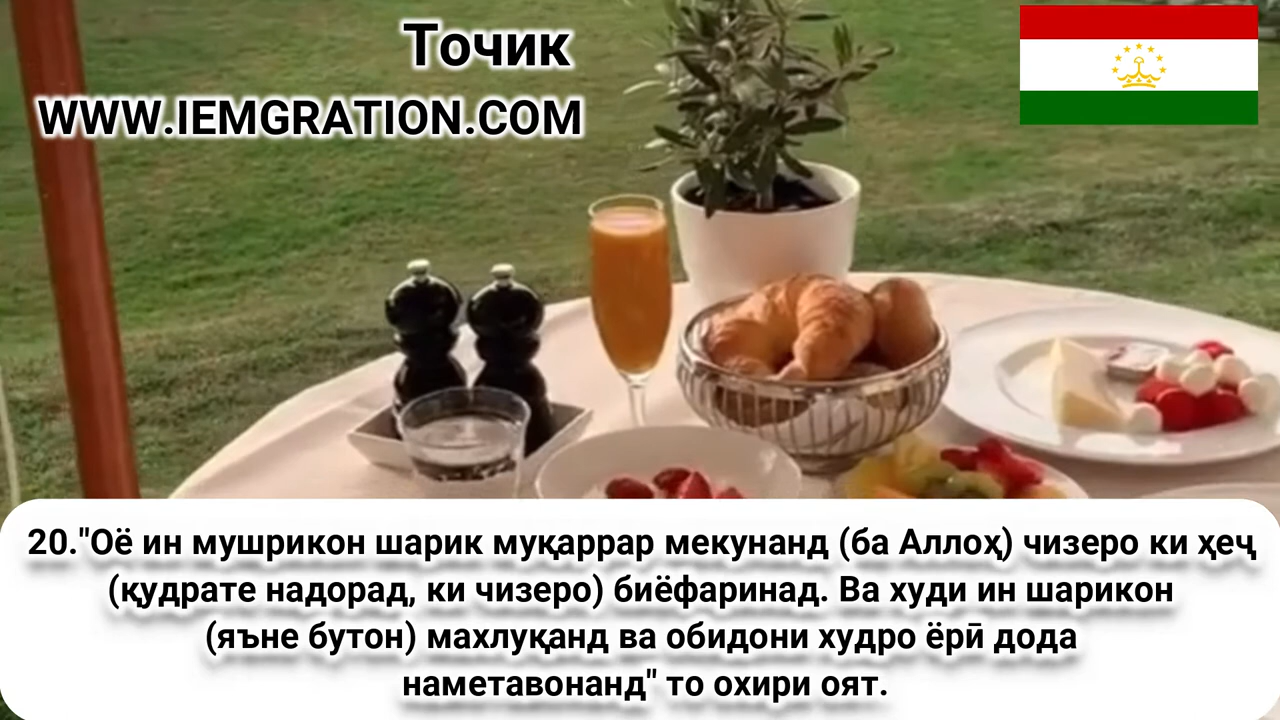 Точик
WWW.IEMGRATION.COM
20."Оё ин мушрикон шарик муқаррар мекунанд (ба Аллоҳ) чизеро ки ҳеҷ
(қудрате надорад, ки чизеро) биёфаринад. Ва худи ин шарикон
(яъне бутон) махлуқанд ва обидони худро ёрӣ дода
наметавонанд" то охири оят.